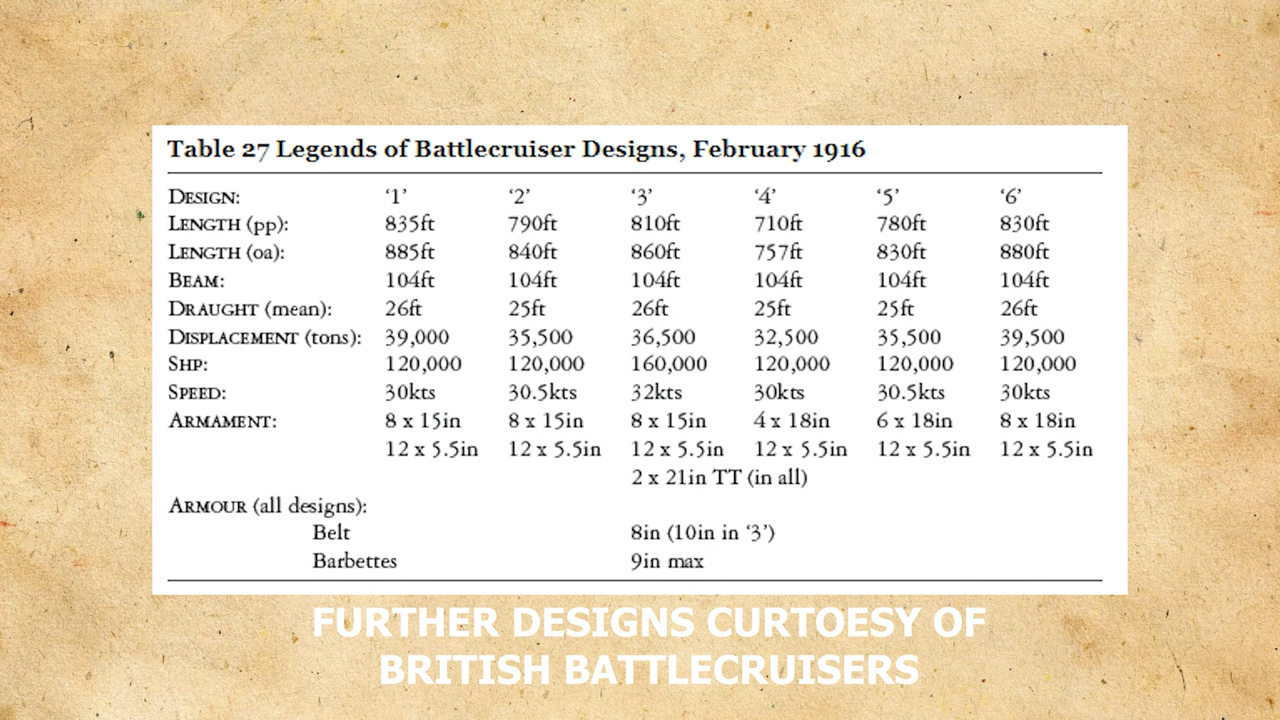 Table 27 Legends of Battlecruiser Designs, February 1916
DESIGN: ‘1’ ‘2’ ‘3’ ‘4’ ‘5’ ‘6’
LENGTH (pp): 835ft 790ft 810ft 710ft 780ft 830ft
LENGTH (oa): 885ft 840ft 860ft 757ft 830ft 880ft
BEAM: 104ft 104ft 104ft 104ft 104ft 104ft
DRAUGHT (mean): 26ft 25ft 26ft 25ft 25ft 26ft
DISPLACEMENT (tons): 39,000 35,500 36,500 32,500 35,500 39,500
SHP: 120,000 120,000 160,000 120,000 120,000 120,000
SPEED: 30kts 30.5kts 32kts 30kts 30.5kts 30kts
ARMAMENT: 8 x 15in 8 x 15in 8 x 15in 4 x 18in 6 x 18in 8 x 18in
12 x 5.5in 12 x 5.5in 12 x 5.5in 12 x 5.5in 12 x 5.5in 12 x 5.5in
2 x 21in TT (in all)
ARMOUR (all designs):
Belt 8in (10in in ‘3’)
Barbettes 9in max
FURTHER DESIGNS CURTOESY OF
BRITISH BATTLECRUISERS